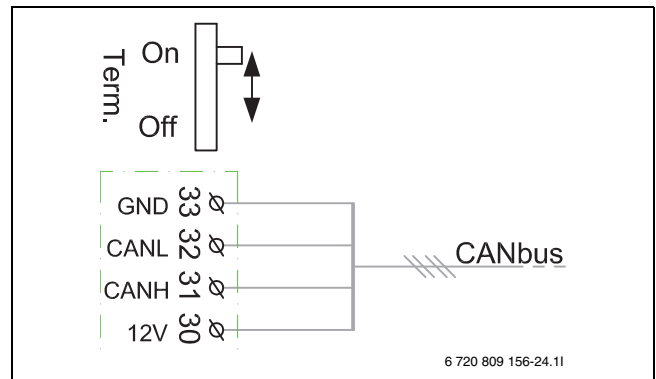 On
Term.
Off
GND 33
CANL 32
CANH 31
12V 30
CANbus
6 720 809 156-24.1I